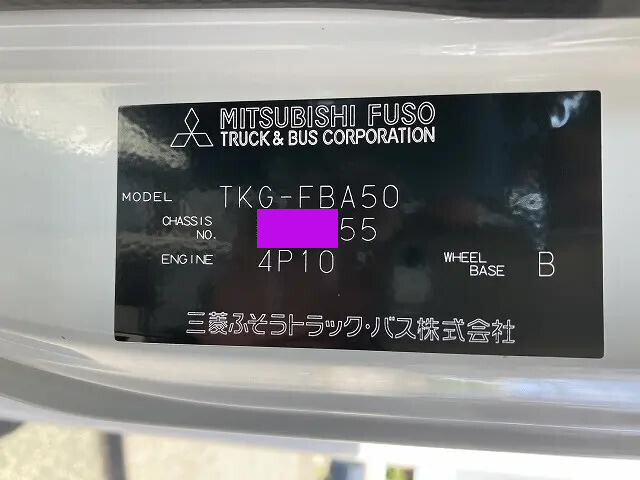 MITSUBISHI FUSO
TRUCK & BUS CORPORATION
MODEL TKG-FBA50
CHASSIS NO. 55
ENGINE 4P10 WHEEL BASE B
三菱ふそうトラック・バス株式会社